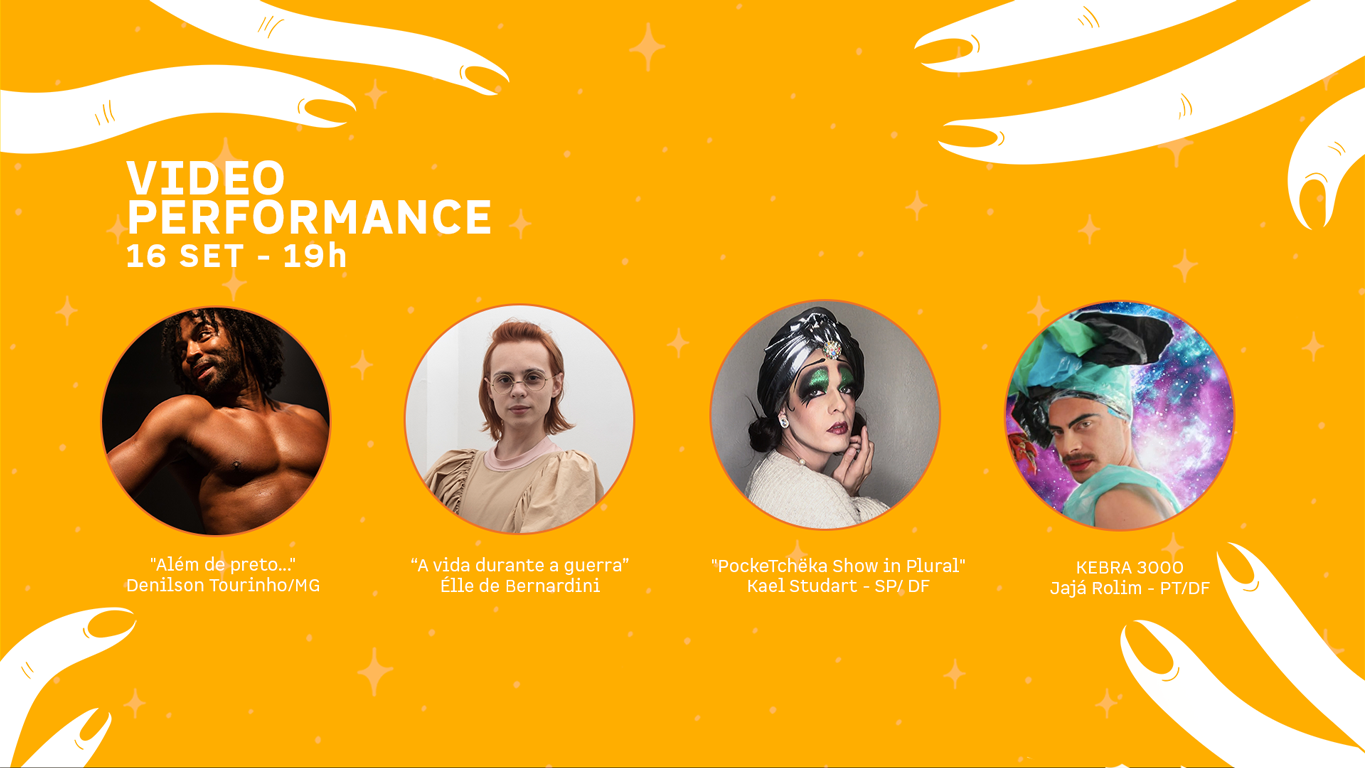 VIDEO
PERFORMANCE
16 SET - 19h
"Além de preto..."
Denilson Tourinho/MG
“A vida durante a guerra”
Élle de Bernardini
"PockeTchëka Show in Plural"
Kael Studart - SP/ DF
KEBRA 3000
Jajá Rolim - PT/DF